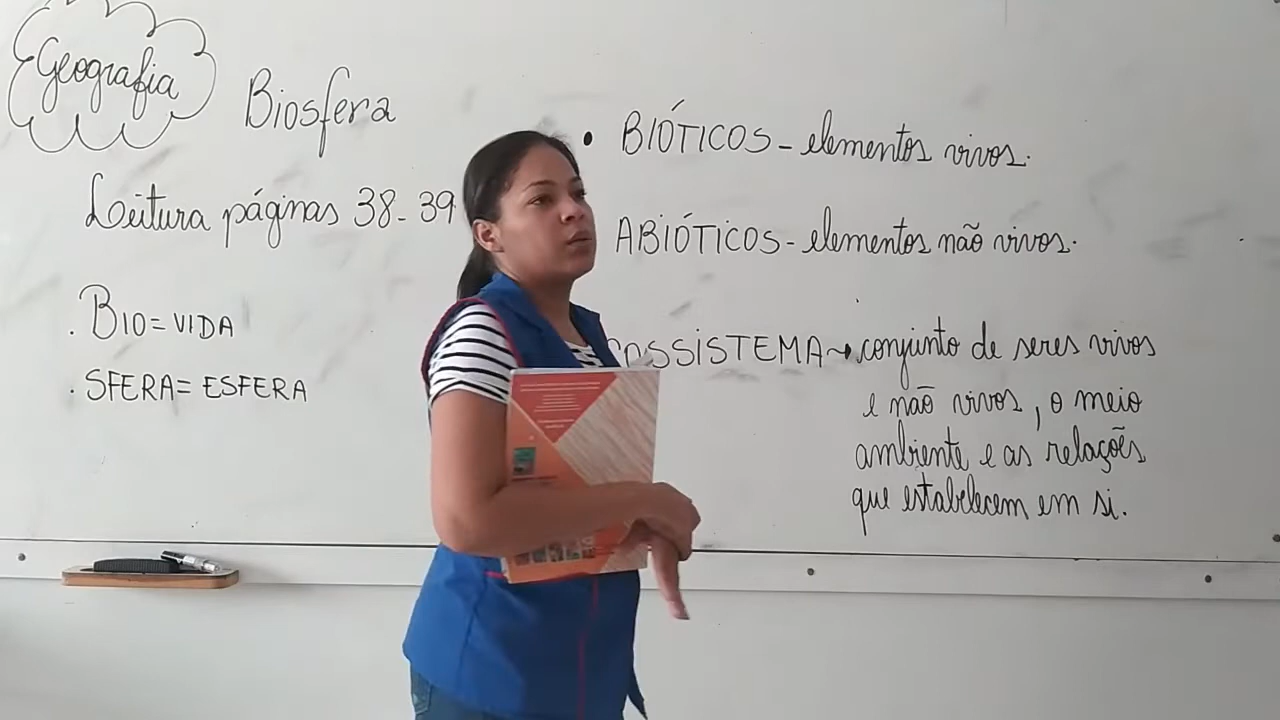 Geografia
Biosfera
Leitura páginas 38-39
. BIO = VIDA
. SFERA = ESFERA
• BIÓTICOS - elementos vivos.
ABIÓTICOS - elementos não vivos.
OSSISTEMA → conjunto de seres vivos
e não vivos, o meio
ambiente e as relações
que estabelecem em si.